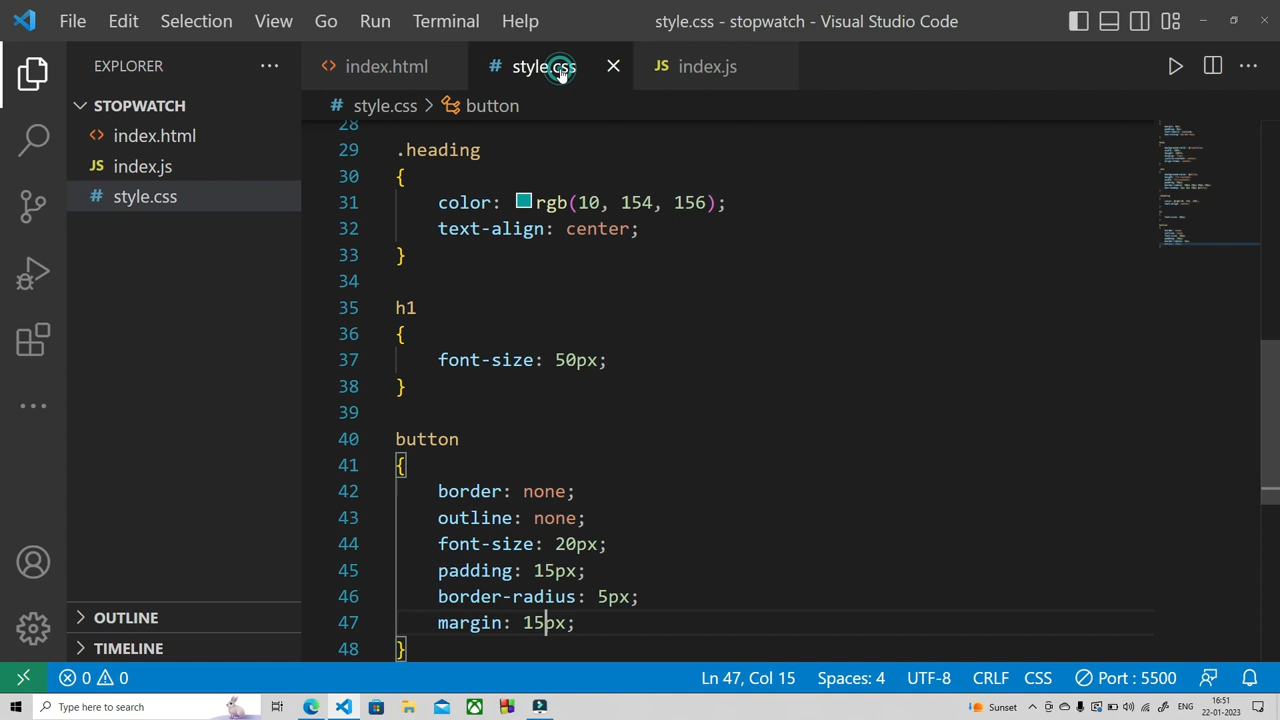 File Edit Selection View Go Run Terminal Help style.css - stopwatch - Visual Studio Code
EXPLORER
STOPWATCH
index.html
JS index.js
# style.css
OUTLINE
TIMELINE
index.html # style.css JS index.js
# style.css > button
28
29 .heading
30 {
31 color: rgb(10, 154, 156);
32 text-align: center;
33 }
34
35 h1
36 {
37 font-size: 50px;
38 }
39
40 button
41 {
42 border: none;
43 outline: none;
44 font-size: 20px;
45 padding: 15px;
46 border-radius: 5px;
47 margin: 15px;
48 }
0 0 Ln 47, Col 15 Spaces: 4 UTF-8 CRLF CSS Port : 5500
Type here to search Sunset ENG 16:51
22-01-2023